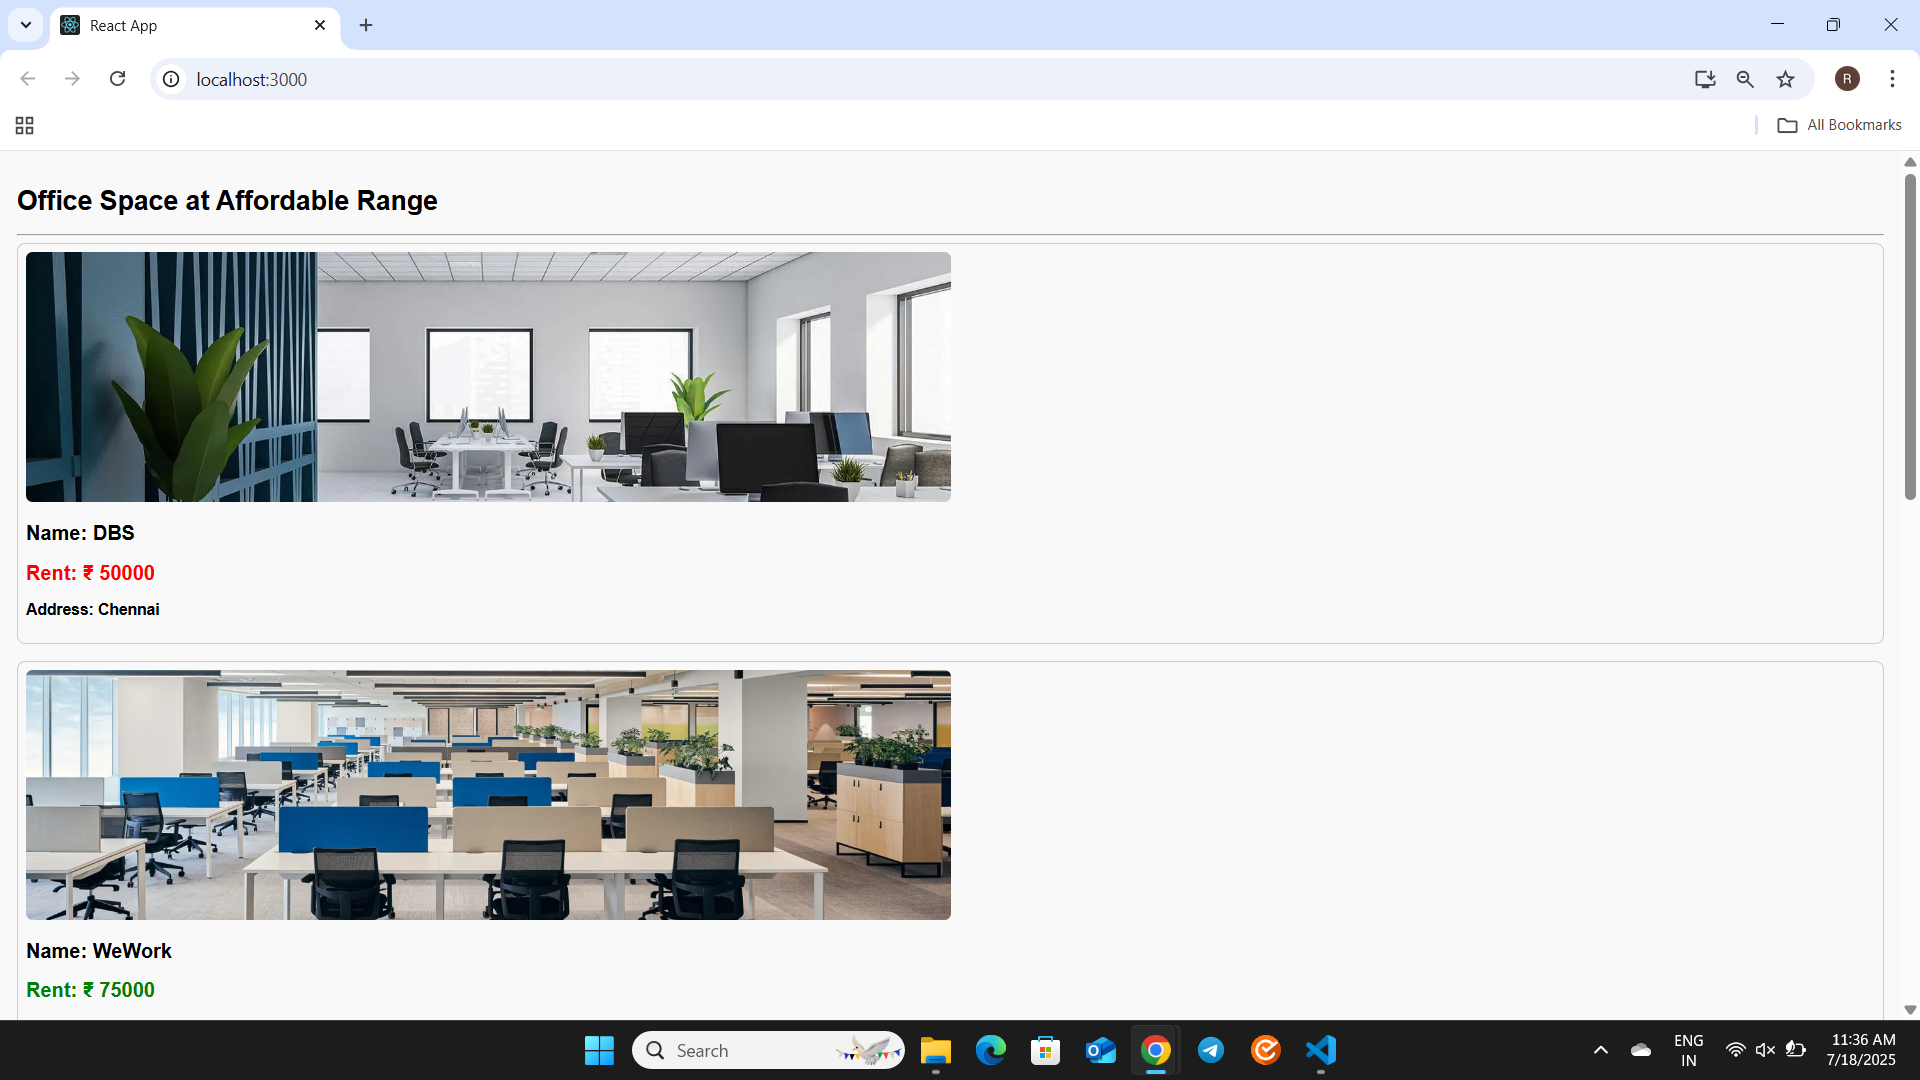 React App
localhost:3000
R
All Bookmarks
Office Space at Affordable Range
Name: DBS
Rent: ₹ 50000
Address: Chennai
Name: WeWork
Rent: ₹ 75000
Search
ENG
IN
11:36 AM
7/18/2025